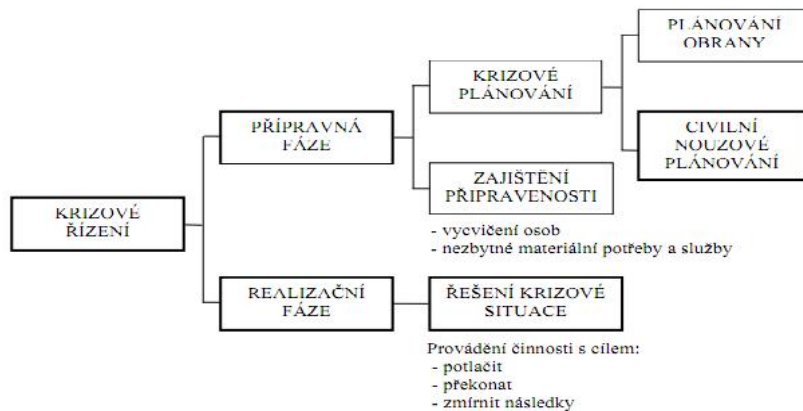 PLÁNOVÁNÍ
OBRANY
KRIZOVÉ
PLÁNOVÁNÍ
PŘÍPRAVNÁ
FÁZE
CIVILNÍ
NOUZOVÉ
PLÁNOVÁNÍ
ZAJIŠTĚNÍ
PŘIPRAVENOSTI
KRIZOVÉ
ŘÍZENÍ
- vycvičení osob
- nezbytné materiální potřeby a služby
REALIZAČNÍ
FÁZE
ŘEŠENÍ KRIZOVÉ
SITUACE
Provádění činnosti s cílem:
- potlačit
- překonat
- zmírnit následky